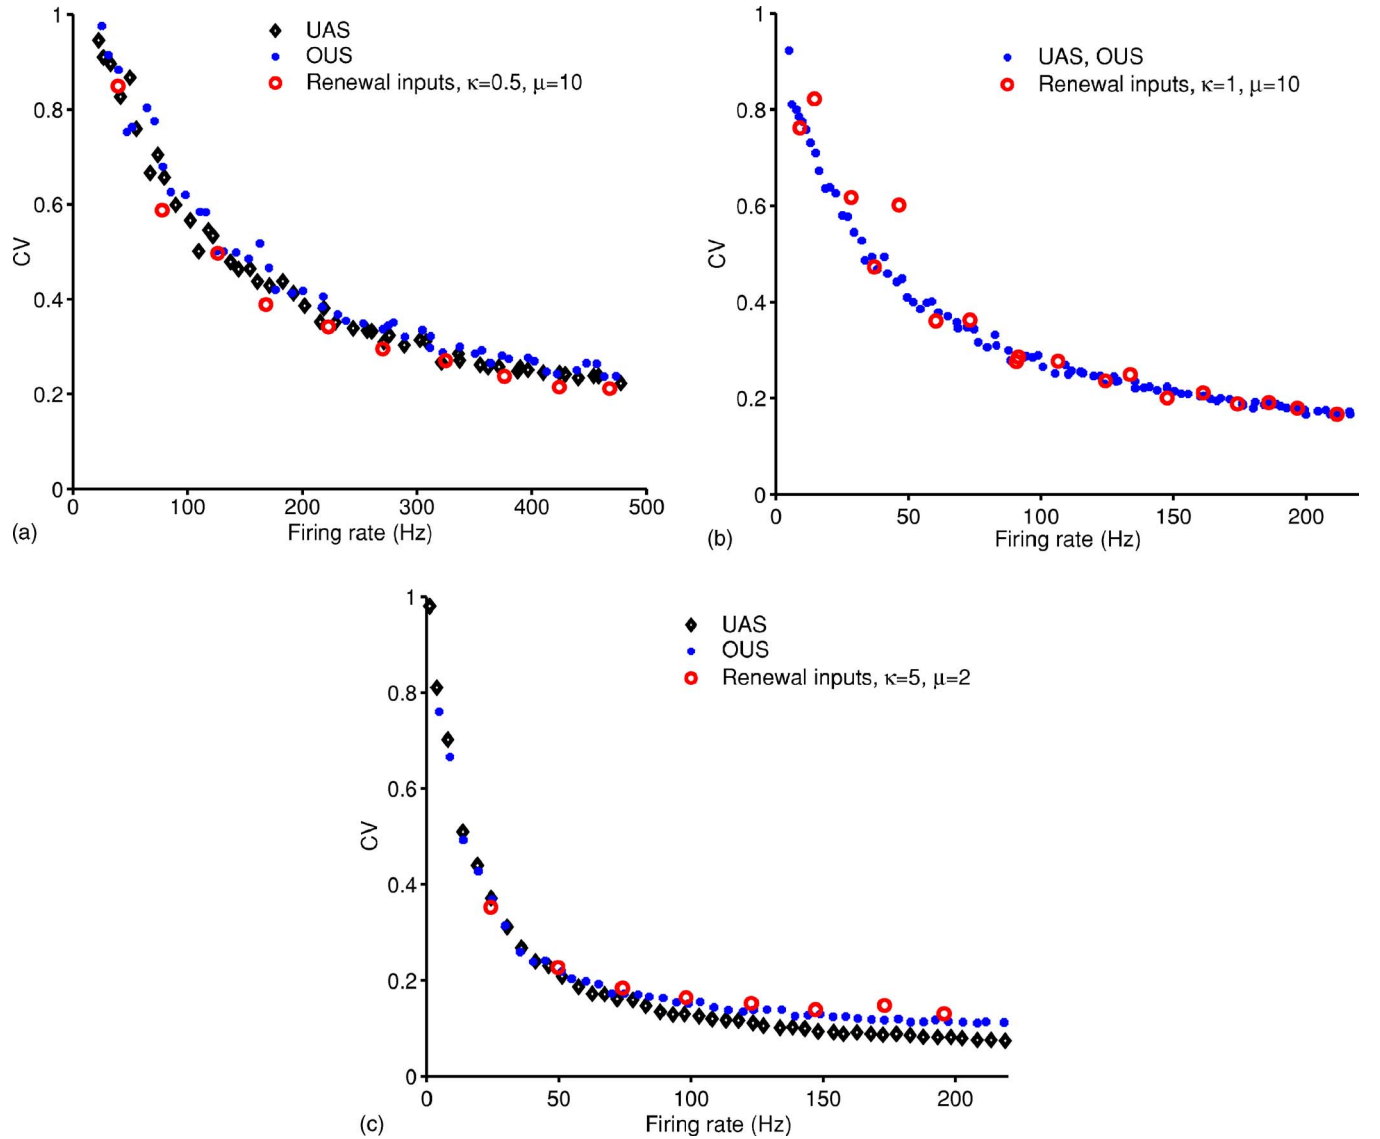 1
0.8
0.6
0.4
0.2
0
CV
0 100 200 300 400 500
Firing rate (Hz)
UAS
OUS
Renewal inputs, κ=0.5, μ=10
(a)
1
0.8
0.6
0.4
0.2
0
CV
0 50 100 150 200
Firing rate (Hz)
UAS, OUS
Renewal inputs, κ=1, μ=10
(b)
1
0.8
0.6
0.4
0.2
0
CV
0 50 100 150 200
Firing rate (Hz)
UAS
OUS
Renewal inputs, κ=5, μ=2
(c)